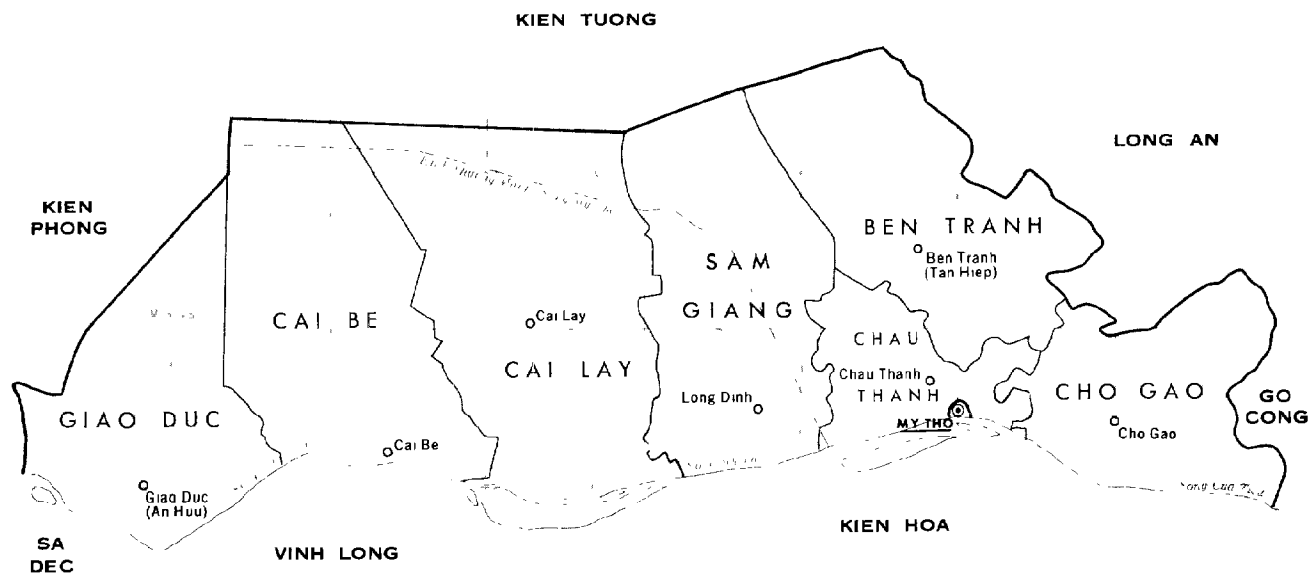 KIEN TUONG
LONG AN
KIEN
PHONG
BEN TRANH
Ben Tranh
(Tan Hiep)
SAM
GIANG
CAI BE
Cai Lay
CAI LAY
CHAU
Chau Thanh
THANH
CHO GAO
GO
CONG
GIAO DUC
Long Dinh
MY THO
Cho Gao
Cai Be
Giao Duc
(An Huu)
Song Cua
KIEN HOA
SA
DEC
VINH LONG